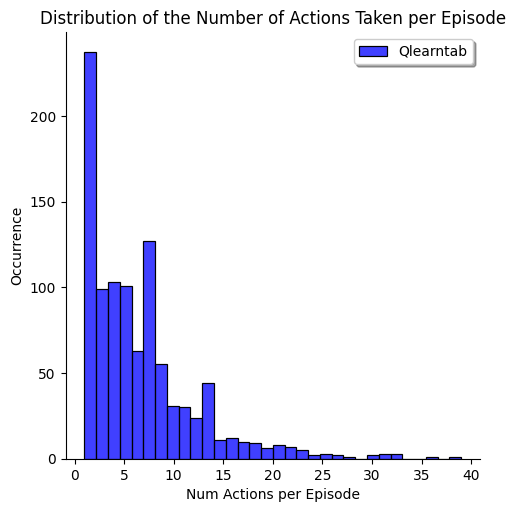 Distribution of the Number of Actions Taken per Episode
Qlearntab
Occurrence
200
150
100
50
0
0 5 10 15 20 25 30 35 40
Num Actions per Episode